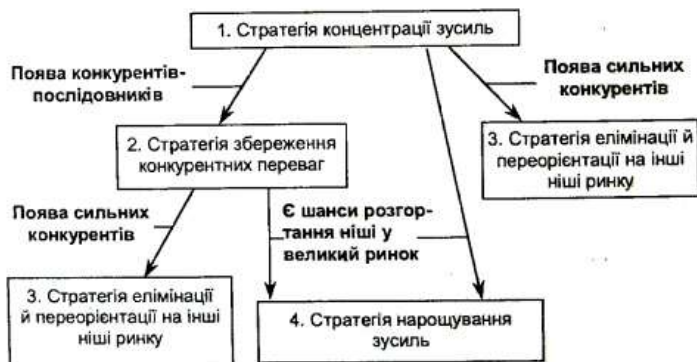 1. Стратегія концентрації зусиль
Поява конкурентів-
послідовників
Поява сильних
конкурентів
2. Стратегія збереження
конкурентних переваг
3. Стратегія елімінації й
переорієнтації на інші
ніші ринку
Поява сильних
конкурентів
Є шанси розгор-
тання ніші у
великий ринок
3. Стратегія елімінації
й переорієнтації на інші
ніші ринку
4. Стратегія нарощування
зусиль